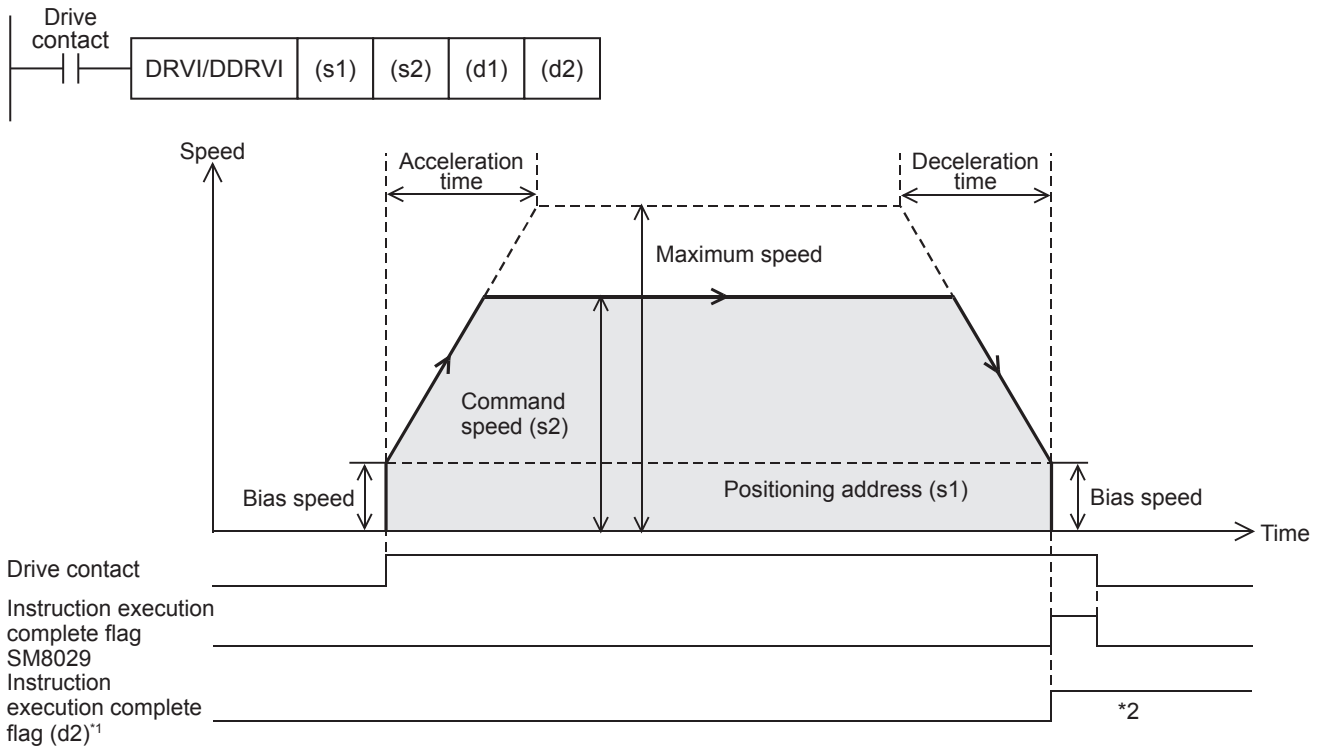 Drive
contact
DRVI/DDRVI (s1) (s2) (d1) (d2)
Speed
Acceleration
time
Deceleration
time
Maximum speed
Command
speed (s2)
Positioning address (s1)
Bias speed
Bias speed
Time
Drive contact
Instruction execution
complete flag
SM8029
Instruction
execution complete
flag (d2)*1
*2